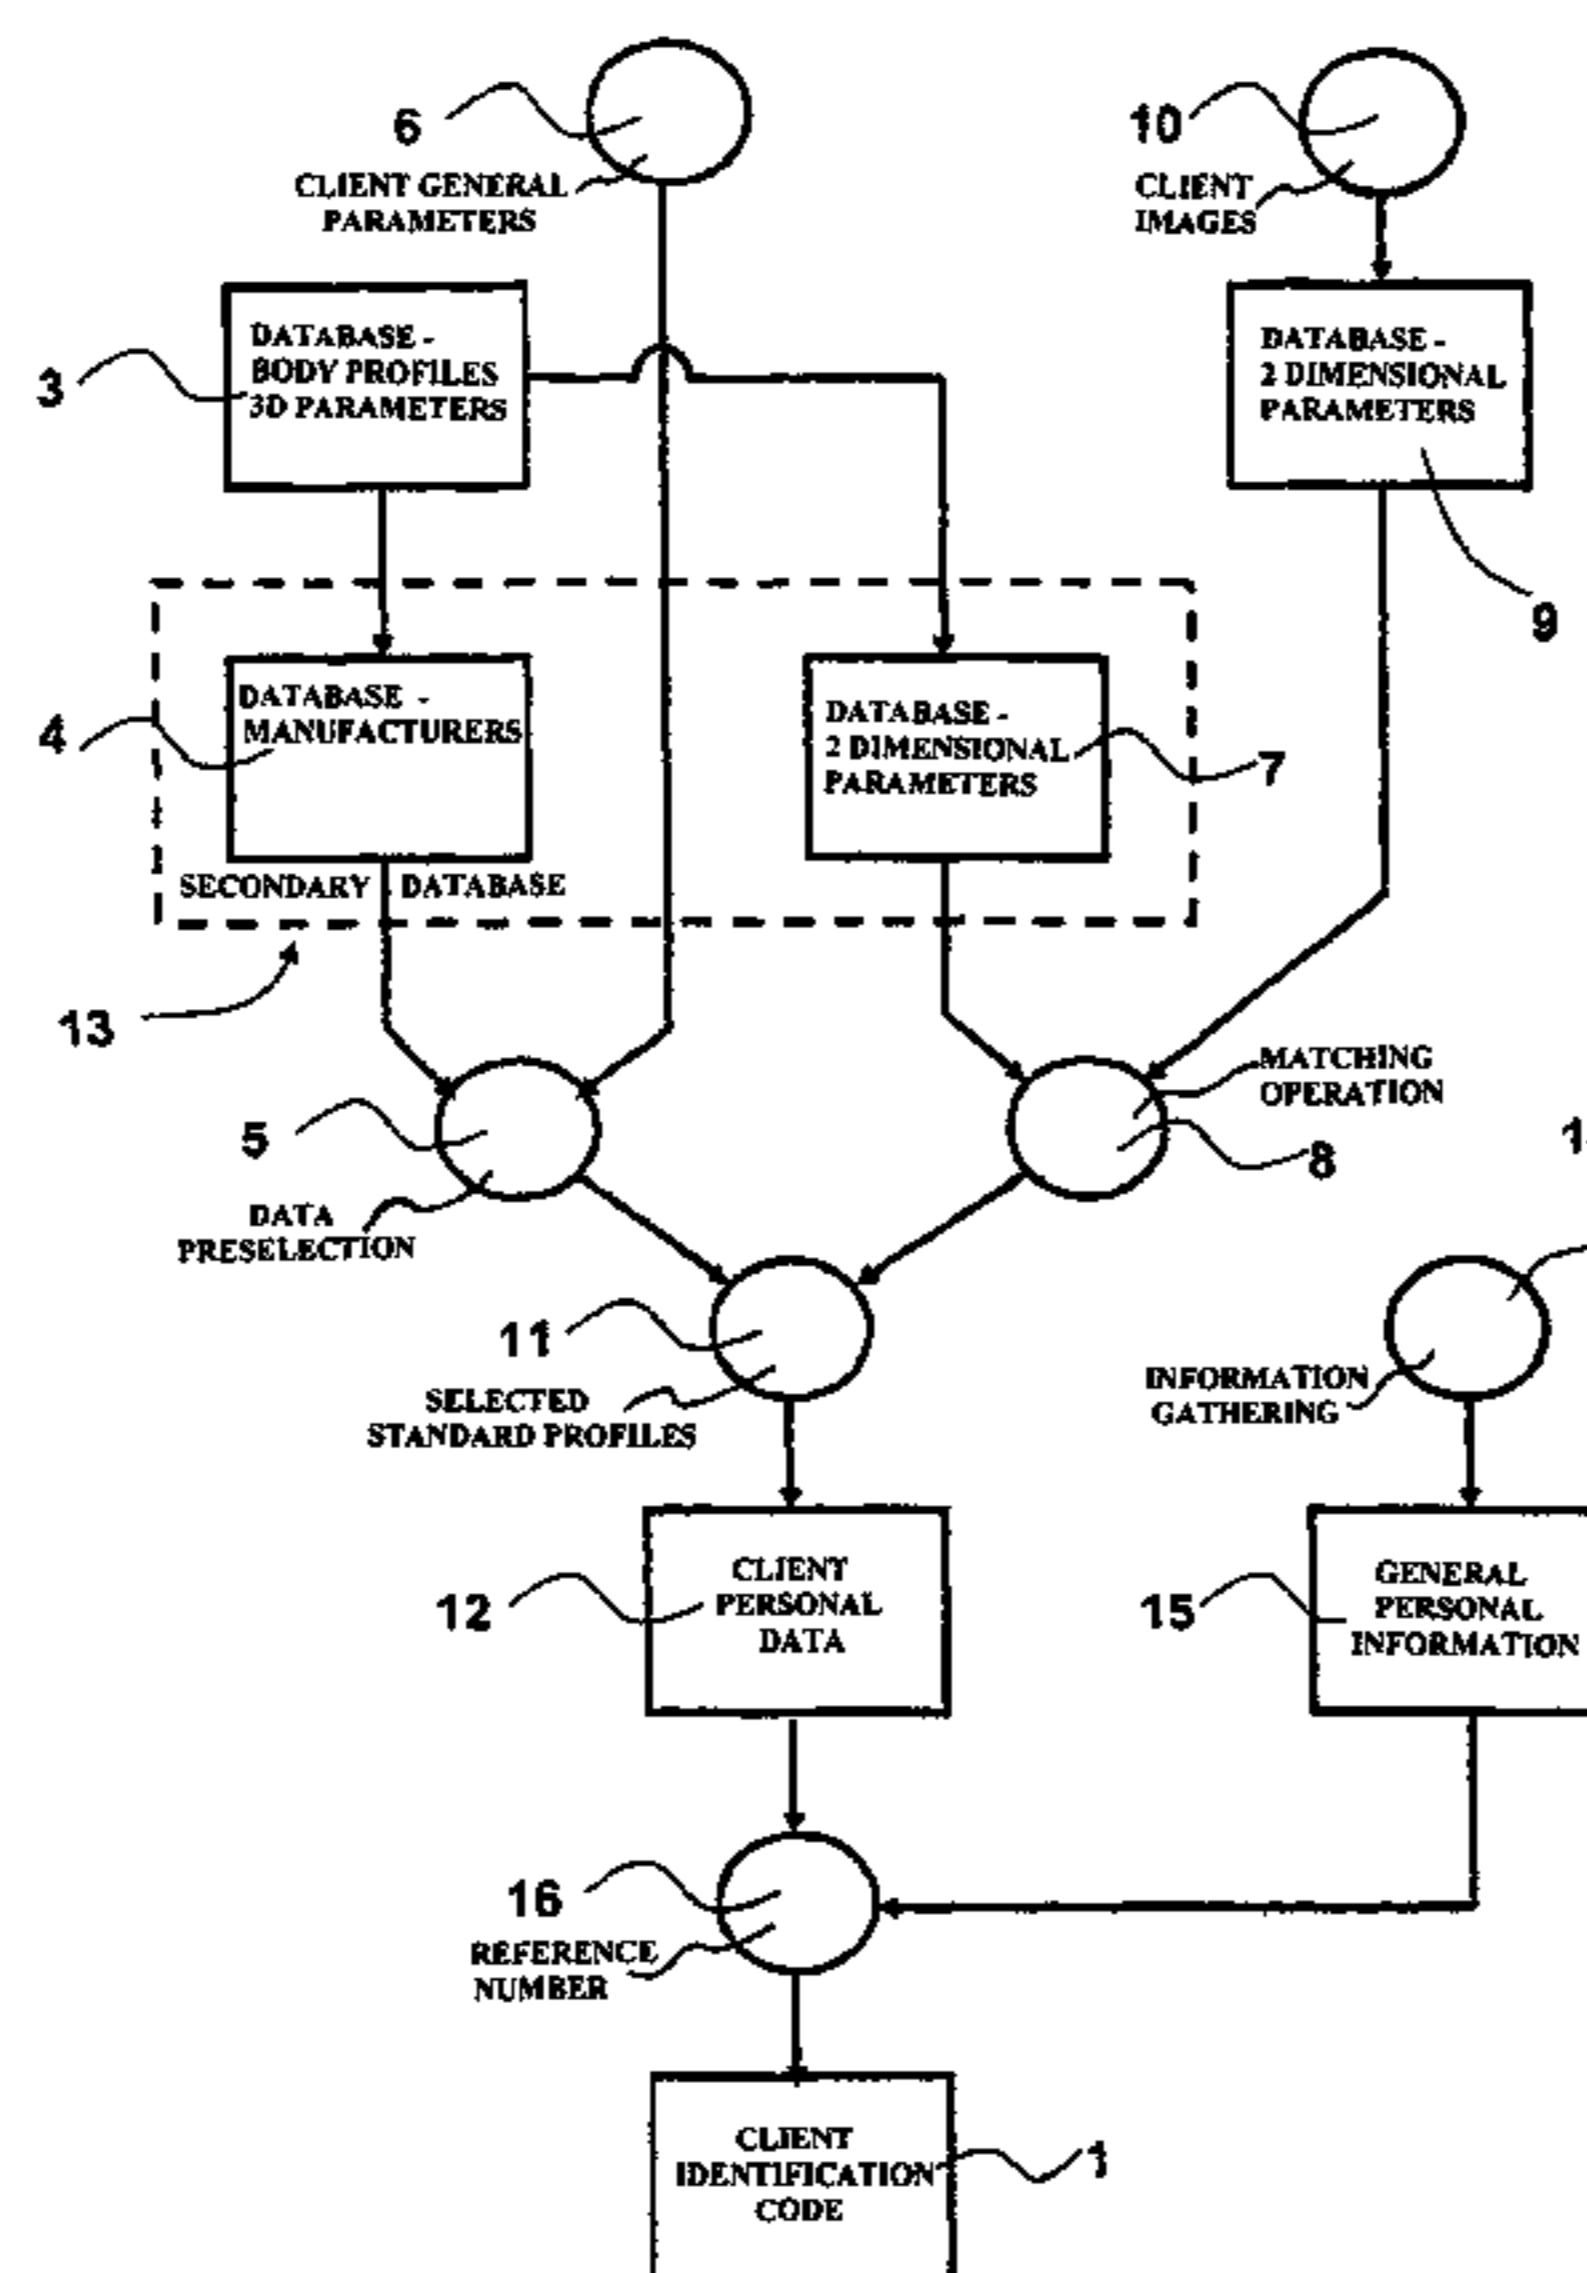 6
CLIENT GENERAL
PARAMETERS
10
CLIENT
IMAGES
3
DATABASE -
BODY PROFILES
3D PARAMETERS
DATABASE -
2 DIMENSIONAL
PARAMETERS
9
4
DATABASE -
MANUFACTURERS
DATABASE -
2 DIMENSIONAL
PARAMETERS
7
SECONDARY DATABASE
13
5
DATA
PRESELECTION
MATCHING
OPERATION
8
11
SELECTED
STANDARD PROFILES
INFORMATION
GATHERING
12
CLIENT
PERSONAL
DATA
15
GENERAL
PERSONAL
INFORMATION
16
REFERENCE
NUMBER
CLIENT
IDENTIFICATION
CODE
1